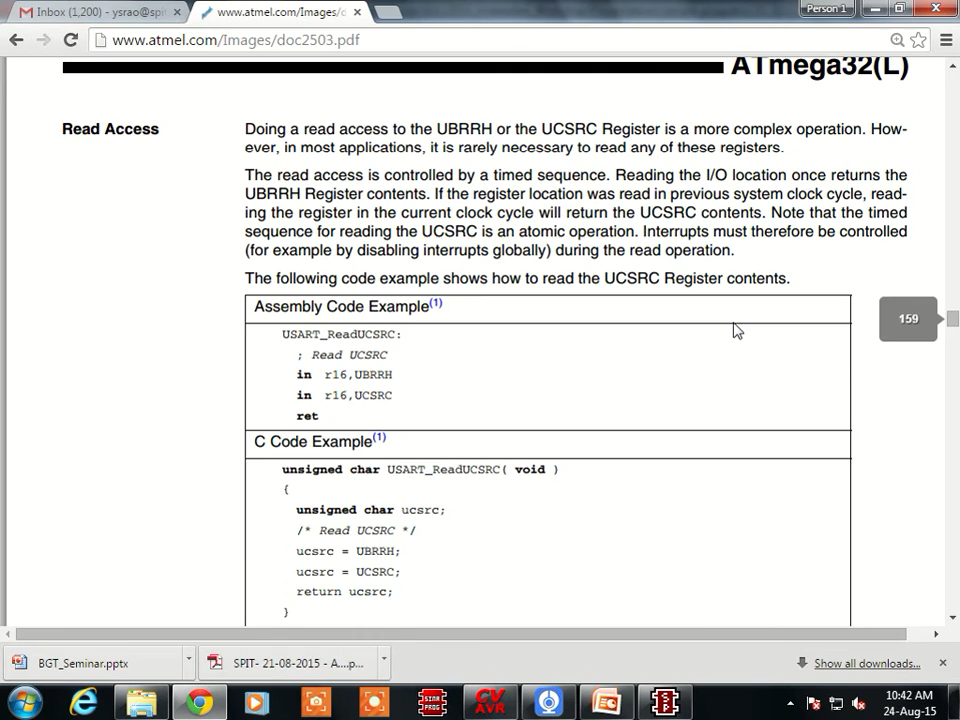 Inbox (1,200) - ysrao@spi
www.atmel.com/Images/d
Person 1
www.atmel.com/Images/doc2503.pdf
ATmega32(L)
Read Access
Doing a read access to the UBRRH or the UCSRC Register is a more complex operation. How-
ever, in most applications, it is rarely necessary to read any of these registers.
The read access is controlled by a timed sequence. Reading the I/O location once returns the
UBRRH Register contents. If the register location was read in previous system clock cycle, read-
ing the register in the current clock cycle will return the UCSRC contents. Note that the timed
sequence for reading the UCSRC is an atomic operation. Interrupts must therefore be controlled
(for example by disabling interrupts globally) during the read operation.
The following code example shows how to read the UCSRC Register contents.
Assembly Code Example(1)
159
USART_ReadUCSRC:
; Read UCSRC
in r16,UBRRH
in r16,UCSRC
ret
C Code Example(1)
unsigned char USART_ReadUCSRC( void )
{
unsigned char ucsrc;
/* Read UCSRC */
ucsrc = UBRRH;
ucsrc = UCSRC;
return ucsrc;
}
BGT_Seminar.pptx
SPIT- 21-08-2015 - A....p...
Show all downloads...
SINA PROG
CV AVR
10:42 AM
24-Aug-15